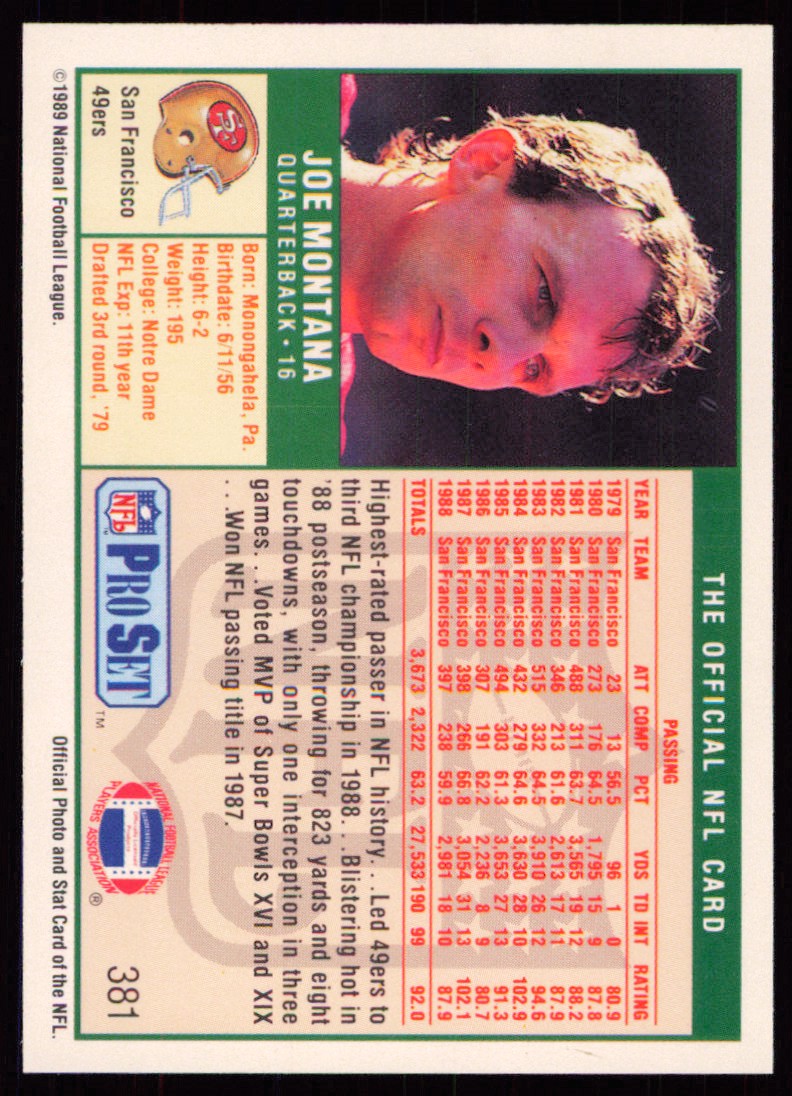 THE OFFICIAL NFL CARD
JOE MONTANA
QUARTERBACK • 16
San Francisco
49ers
Born: Monongahela, Pa.
Birthdate: 6/11/56
Height: 6-2
Weight: 195
College: Notre Dame
NFL Exp: 11th year
Drafted 3rd round, '79
PASSING
YEAR TEAM ATT COMP PCT YDS TD INT RATING
1979 San Francisco 23 13 56.5 96 1 0 80.9
1980 San Francisco 273 176 64.5 1,795 15 9 87.8
1981 San Francisco 488 311 63.7 3,565 19 12 88.2
1982 San Francisco 346 213 61.6 2,613 17 11 87.9
1983 San Francisco 515 332 64.5 3,910 26 12 94.6
1984 San Francisco 432 279 64.6 3,630 28 10 102.9
1985 San Francisco 494 303 61.3 3,653 27 13 91.3
1986 San Francisco 307 191 62.2 2,236 8 9 80.7
1987 San Francisco 398 266 66.8 3,054 31 13 102.1
1988 San Francisco 397 238 59.9 2,981 18 10 87.9
TOTALS 3,673 2,322 63.2 27,533 190 99 92.0
Highest-rated passer in NFL history. . .Led 49ers to
third NFL championship in 1988. . .Blistering hot in
'88 postseason, throwing for 823 yards and eight
touchdowns, with only one interception in three
games. . .Voted MVP of Super Bowls XVI and XIX
. . .Won NFL passing title in 1987.
NFL PRO SET ™
NATIONAL FOOTBALL LEAGUE
PLAYERS ASSOCIATION ®
Officially Licensed
Product
381
© 1989 National Football League.
Official Photo and Stat Card of the NFL.